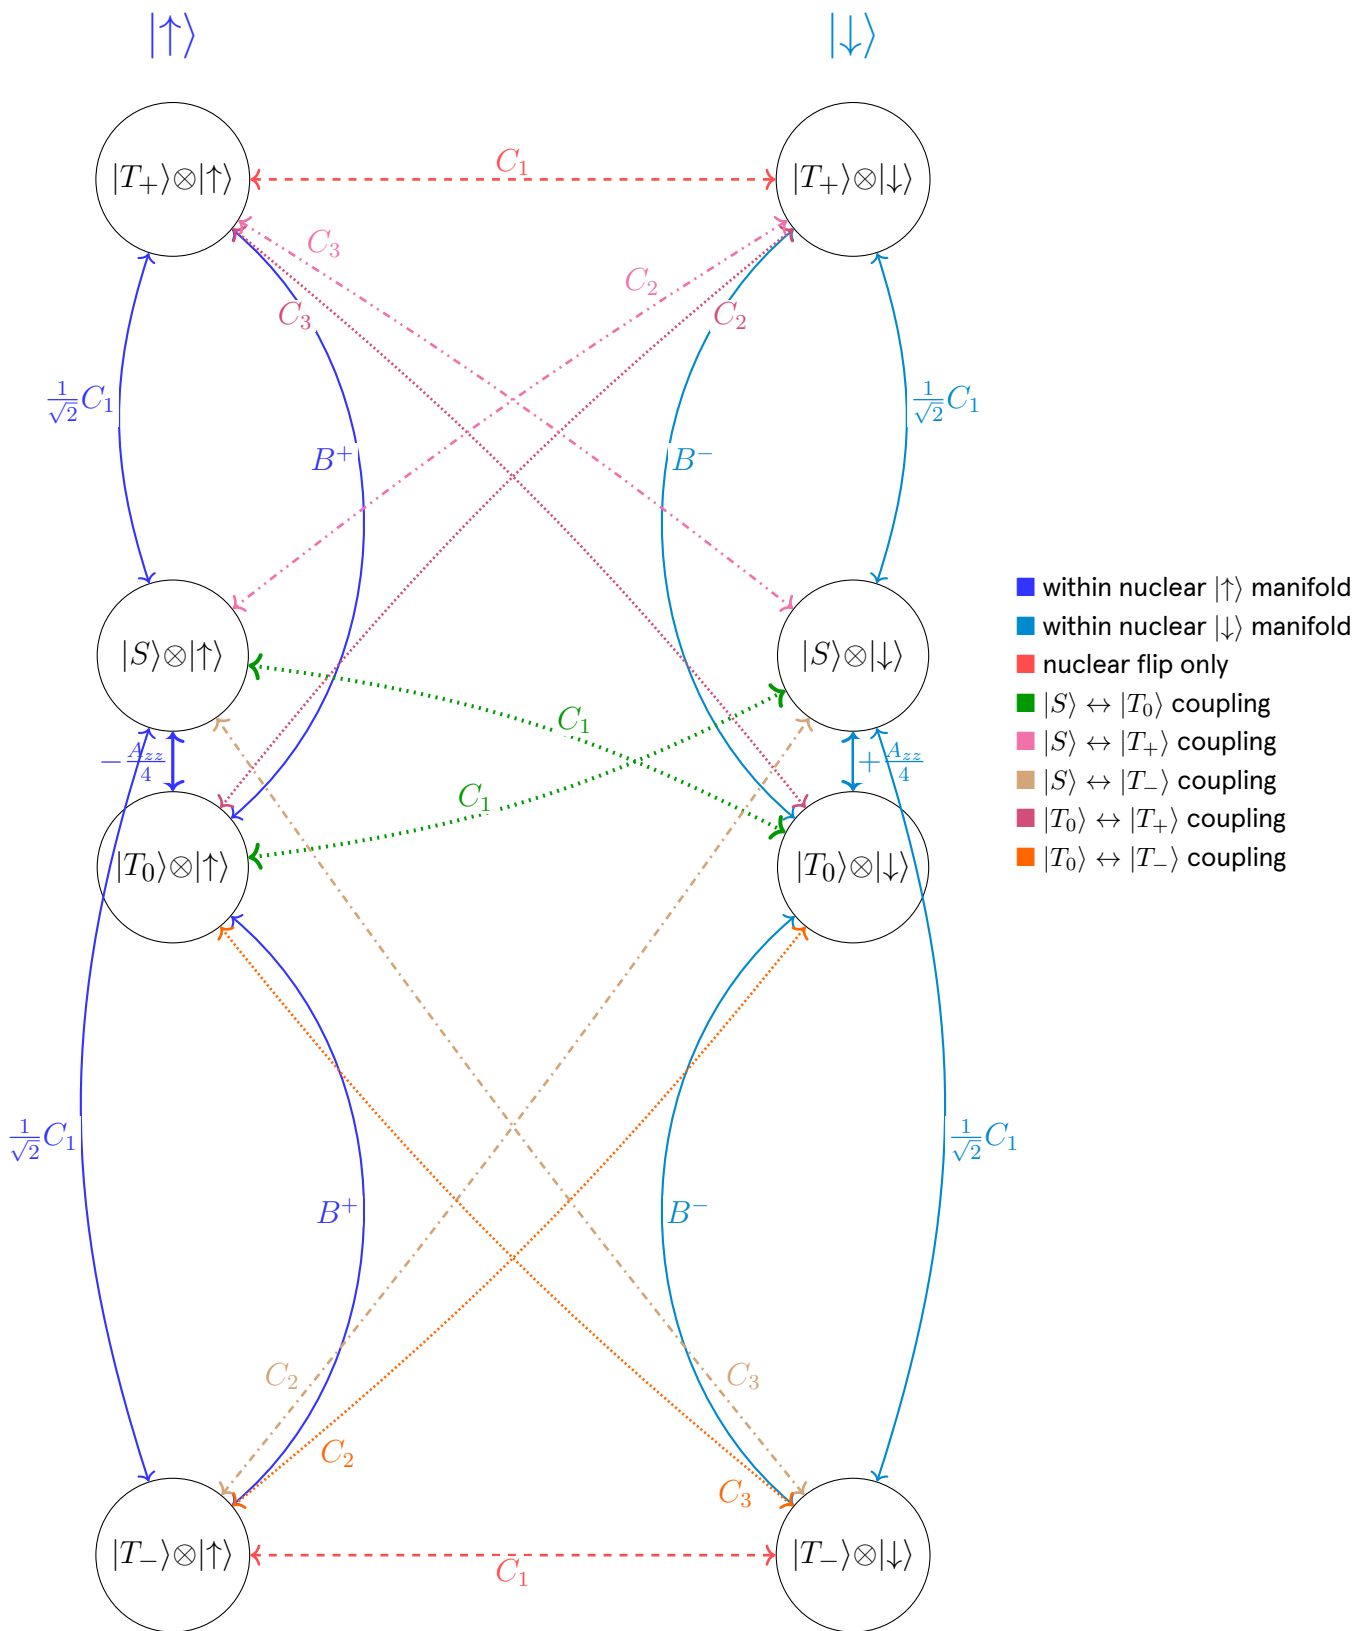 |↑⟩ |↓⟩
|T₊⟩⊗|↑⟩ C₁ |T₊⟩⊗|↓⟩
C₃
C₂
C₃ C₂
1/√2 C₁ 1/√2 C₁
B⁺ B⁻
|S⟩⊗|↑⟩ |S⟩⊗|↓⟩
C₁
−A_zz/4 +A_zz/4
C₁
|T₀⟩⊗|↑⟩ |T₀⟩⊗|↓⟩
1/√2 C₁ 1/√2 C₁
B⁺ B⁻
C₂ C₃
C₂
C₃
|T₋⟩⊗|↑⟩ C₁ |T₋⟩⊗|↓⟩
within nuclear |↑⟩ manifold
within nuclear |↓⟩ manifold
nuclear flip only
|S⟩ ↔ |T₀⟩ coupling
|S⟩ ↔ |T₊⟩ coupling
|S⟩ ↔ |T₋⟩ coupling
|T₀⟩ ↔ |T₊⟩ coupling
|T₀⟩ ↔ |T₋⟩ coupling